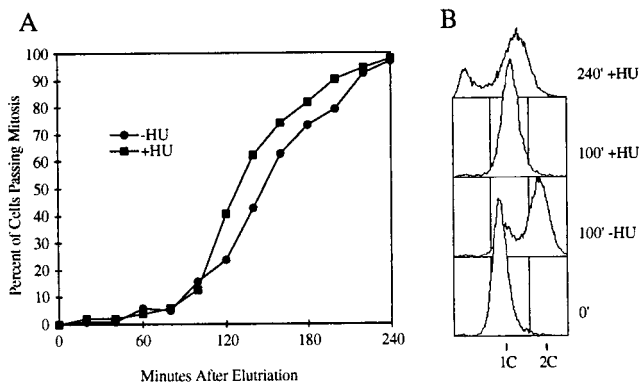 A
100
90
80
70
60
50
40
30
20
10
0
Percent of Cells Passing Mitosis
-HU
+HU
0
60
120
180
240
Minutes After Elutriation
B
240' +HU
100' +HU
100' -HU
0'
1C
2C